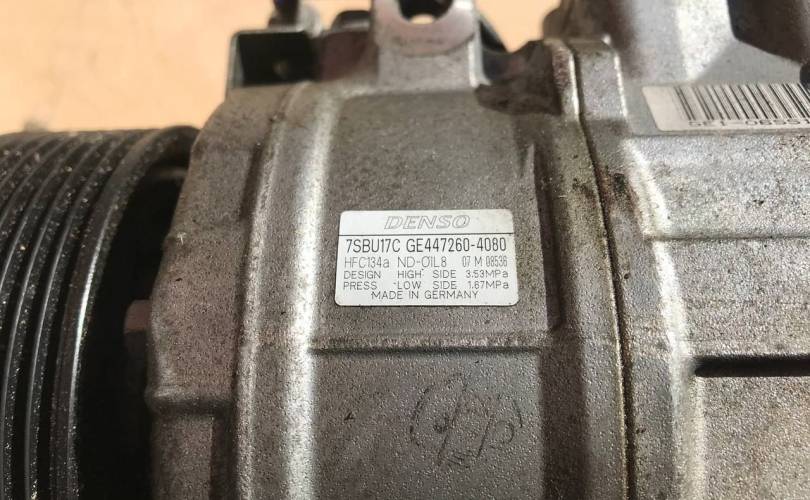 DENSO
7SBU17C GE447260-4080
HFC134a ND-OIL8 07 M 08536
DESIGN HIGH SIDE 3.53MPa
PRESS LOW SIDE 1.67MPa
MADE IN GERMANY